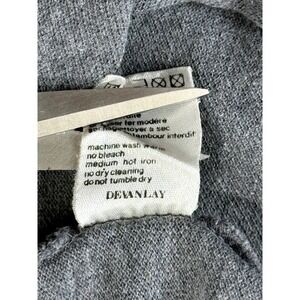 fer modéré
à sec
tambour interdit
machine wash warm
no bleach
medium hot iron
no dry cleaning
do not tumble dry
DEVANLAY